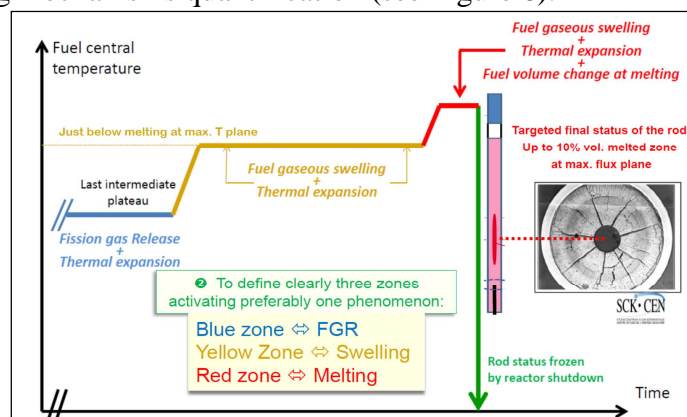 Fuel central
temperature
Fuel gaseous swelling
+
Thermal expansion
+
Fuel volume change at melting
Just below melting at max. T plane
Targeted final status of the rod
Up to 10% vol. melted zone
at max. flux plane
Fuel gaseous swelling
+
Thermal expansion
Last intermediate
plateau
Fission gas Release
+
Thermal expansion
❷ To define clearly three zones
activating preferably one phenomenon:
Blue zone ⇔ FGR
Yellow Zone ⇔ Swelling
Red zone ⇔ Melting
SCK•CEN
Rod status frozen
by reactor shutdown
Time